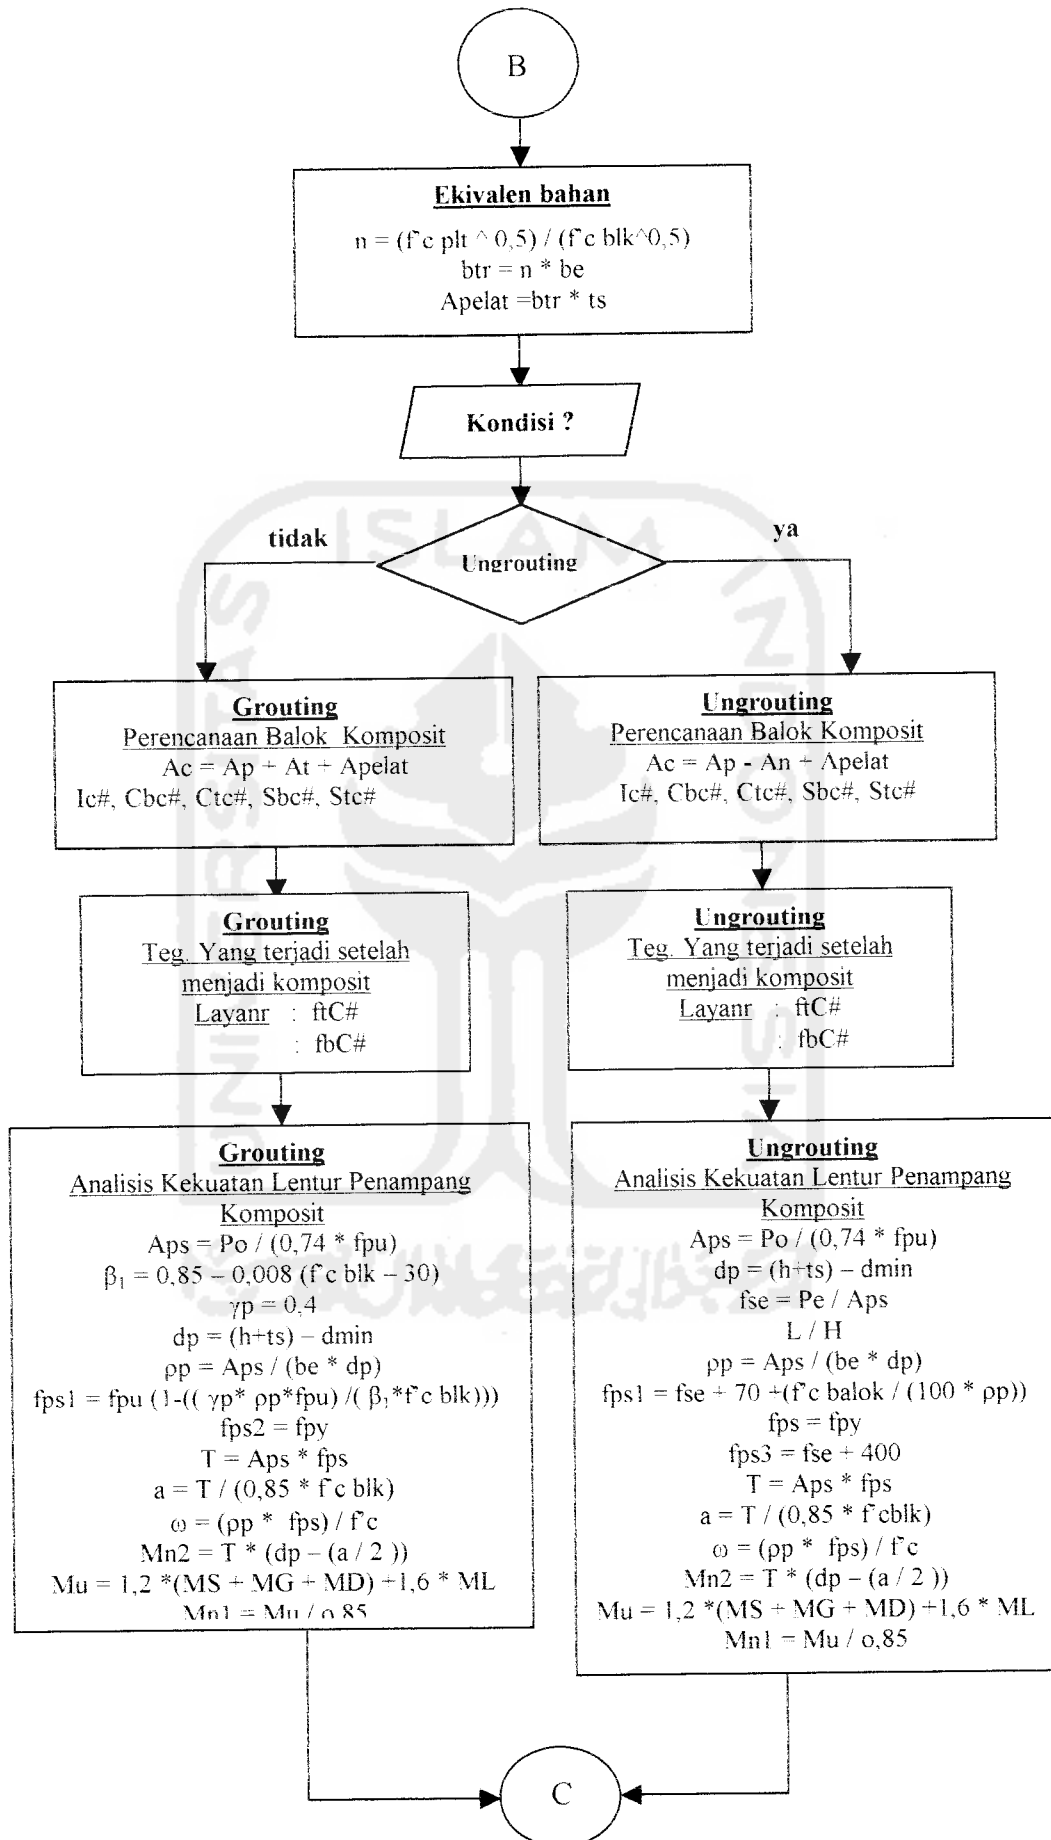 B
Ekivalen bahan
n = (f'c plt ^ 0,5) / (f'c blk^0,5)
btr = n * be
Apelat =btr * ts
Kondisi ?
tidak
ya
Ungrouting
Grouting
Perencanaan Balok Komposit
Ac = Ap + At + Apelat
Ic#, Cbc#, Ctc#, Sbc#, Stc#
Ungrouting
Perencanaan Balok Komposit
Ac = Ap - An + Apelat
Ic#, Cbc#, Ctc#, Sbc#, Stc#
Grouting
Teg. Yang terjadi setelah
menjadi komposit
Layanr : ftC#
: fbC#
Ungrouting
Teg. Yang terjadi setelah
menjadi komposit
Layanr : ftC#
: fbC#
Grouting
Analisis Kekuatan Lentur Penampang
Komposit
Aps = Po / (0,74 * fpu)
β₁ = 0,85 – 0,008 (f'c blk – 30)
γp = 0,4
dp = (h+ts) – dmin
ρp = Aps / (be * dp)
fps1 = fpu (1-(( γp* ρp*fpu) /( β₁*f'c blk)))
fps2 = fpy
T = Aps * fps
a = T / (0,85 * f'c blk)
ω = (ρp * fps) / f'c
Mn2 = T * (dp – (a / 2 ))
Mu = 1,2 *(MS + MG + MD) +1,6 * ML
Mn1 = Mu / o,85
Ungrouting
Analisis Kekuatan Lentur Penampang
Komposit
Aps = Po / (0,74 * fpu)
dp = (h+ts) – dmin
fse = Pe / Aps
L / H
ρp = Aps / (be * dp)
fps1 = fse + 70 +(f'c balok / (100 * ρp))
fps = fpy
fps3 = fse + 400
T = Aps * fps
a = T / (0,85 * f'cblk)
ω = (ρp * fps) / f'c
Mn2 = T * (dp – (a / 2 ))
Mu = 1,2 *(MS + MG + MD) +1,6 * ML
Mn1 = Mu / o,85
C
UNIVERSITAS
ISLAM
INDONESIA